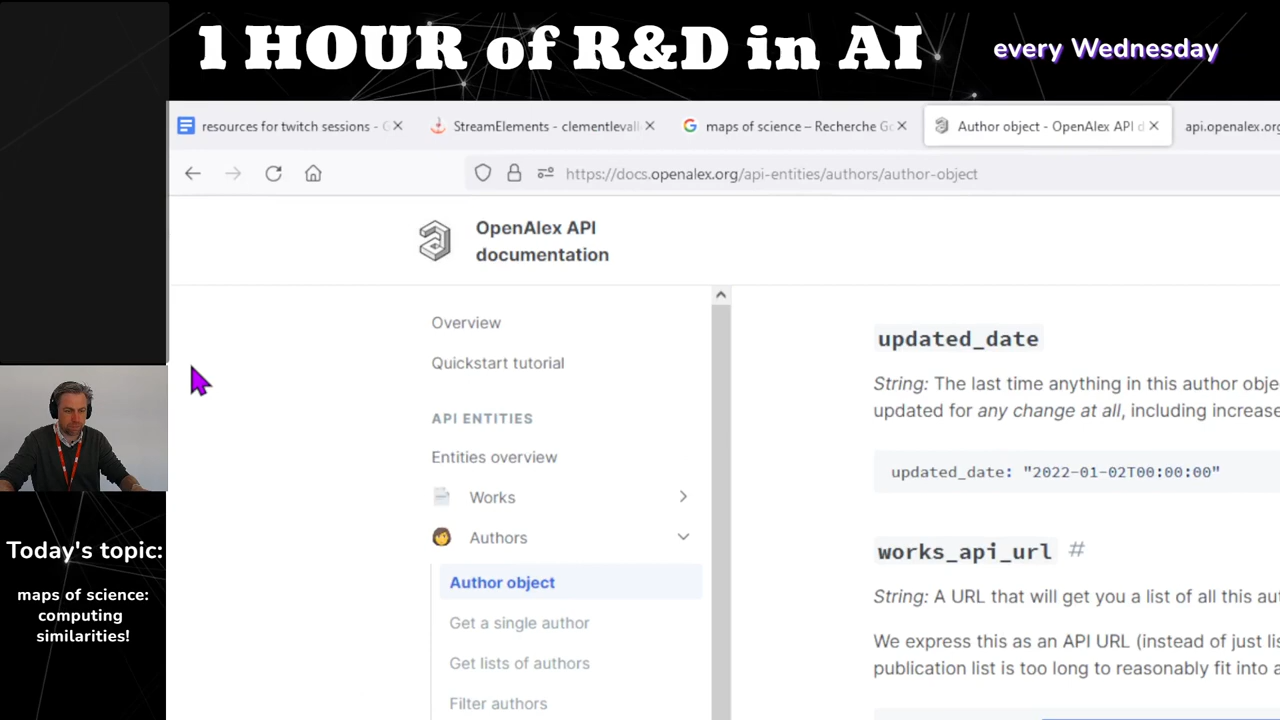 1 HOUR of R&D in AI
every Wednesday
resources for twitch sessions - G
StreamElements - clementlevall
maps of science – Recherche Go
Author object - OpenAlex API d
api.openalex.org
https://docs.openalex.org/api-entities/authors/author-object
OpenAlex API
documentation
Overview
Quickstart tutorial
API ENTITIES
Entities overview
Works
Authors
Author object
Get a single author
Get lists of authors
Filter authors
updated_date
String: The last time anything in this author obje
updated for any change at all, including increase
updated_date: "2022-01-02T00:00:00"
works_api_url #
String: A URL that will get you a list of all this aut
We express this as an API URL (instead of just lis
publication list is too long to reasonably fit into a
Today's topic:
maps of science:
computing
similarities!